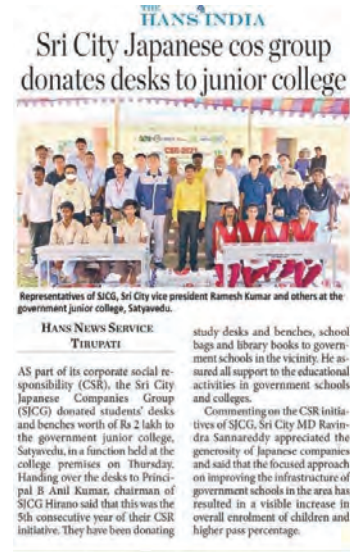 THE
HANS INDIA
Sri City Japanese cos group
donates desks to junior college
CSR-2021
Representatives of SJCG, Sri City vice president Ramesh Kumar and others at the
government junior college, Satyavedu.
HANS NEWS SERVICE
TIRUPATI
AS part of its corporate social re-
sponsibility (CSR), the Sri City
Japanese Companies Group
(SJCG) donated students' desks
and benches worth of Rs 2 lakh to
the government junior college,
Satyavedu, in a function held at the
college premises on Thursday.
Handing over the desks to Princi-
pal B Anil Kumar, chairman of
SJCG Hirano said that this was the
5th consecutive year of their CSR
initiative. They have been donating
study desks and benches, school
bags and library books to govern-
ment schools in the vicinity. He as-
sured all support to the educational
activities in government schools
and colleges.
Commenting on the CSR initia-
tives of SJCG, Sri City MD Ravin-
dra Sannareddy appreciated the
generosity of Japanese companies
and said that the focused approach
on improving the infrastructure of
government schools in the area has
resulted in a visible increase in
overall enrolment of children and
higher pass percentage.